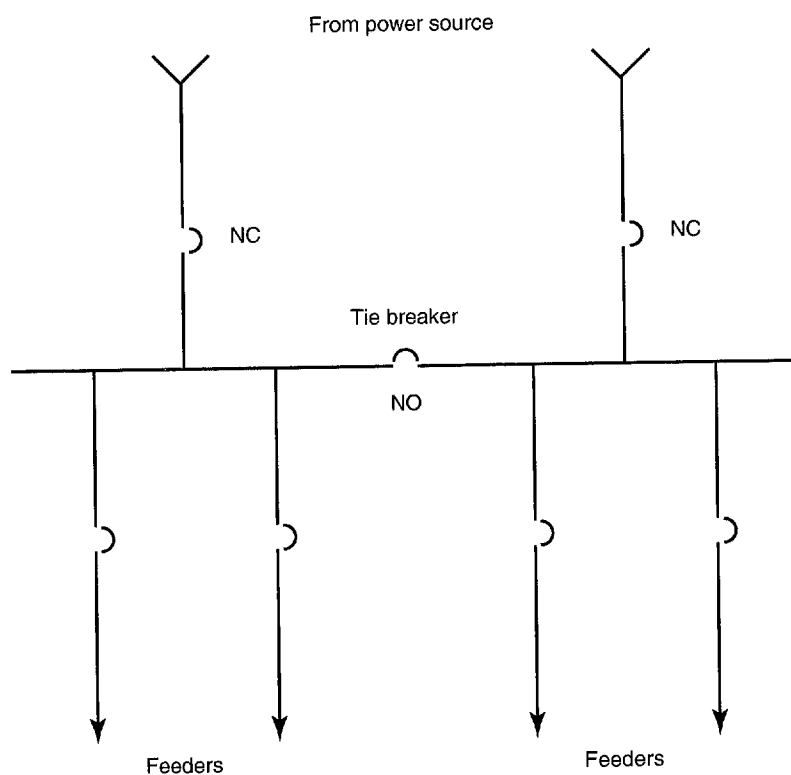 From power source
NC
NC
Tie breaker
NO
Feeders
Feeders